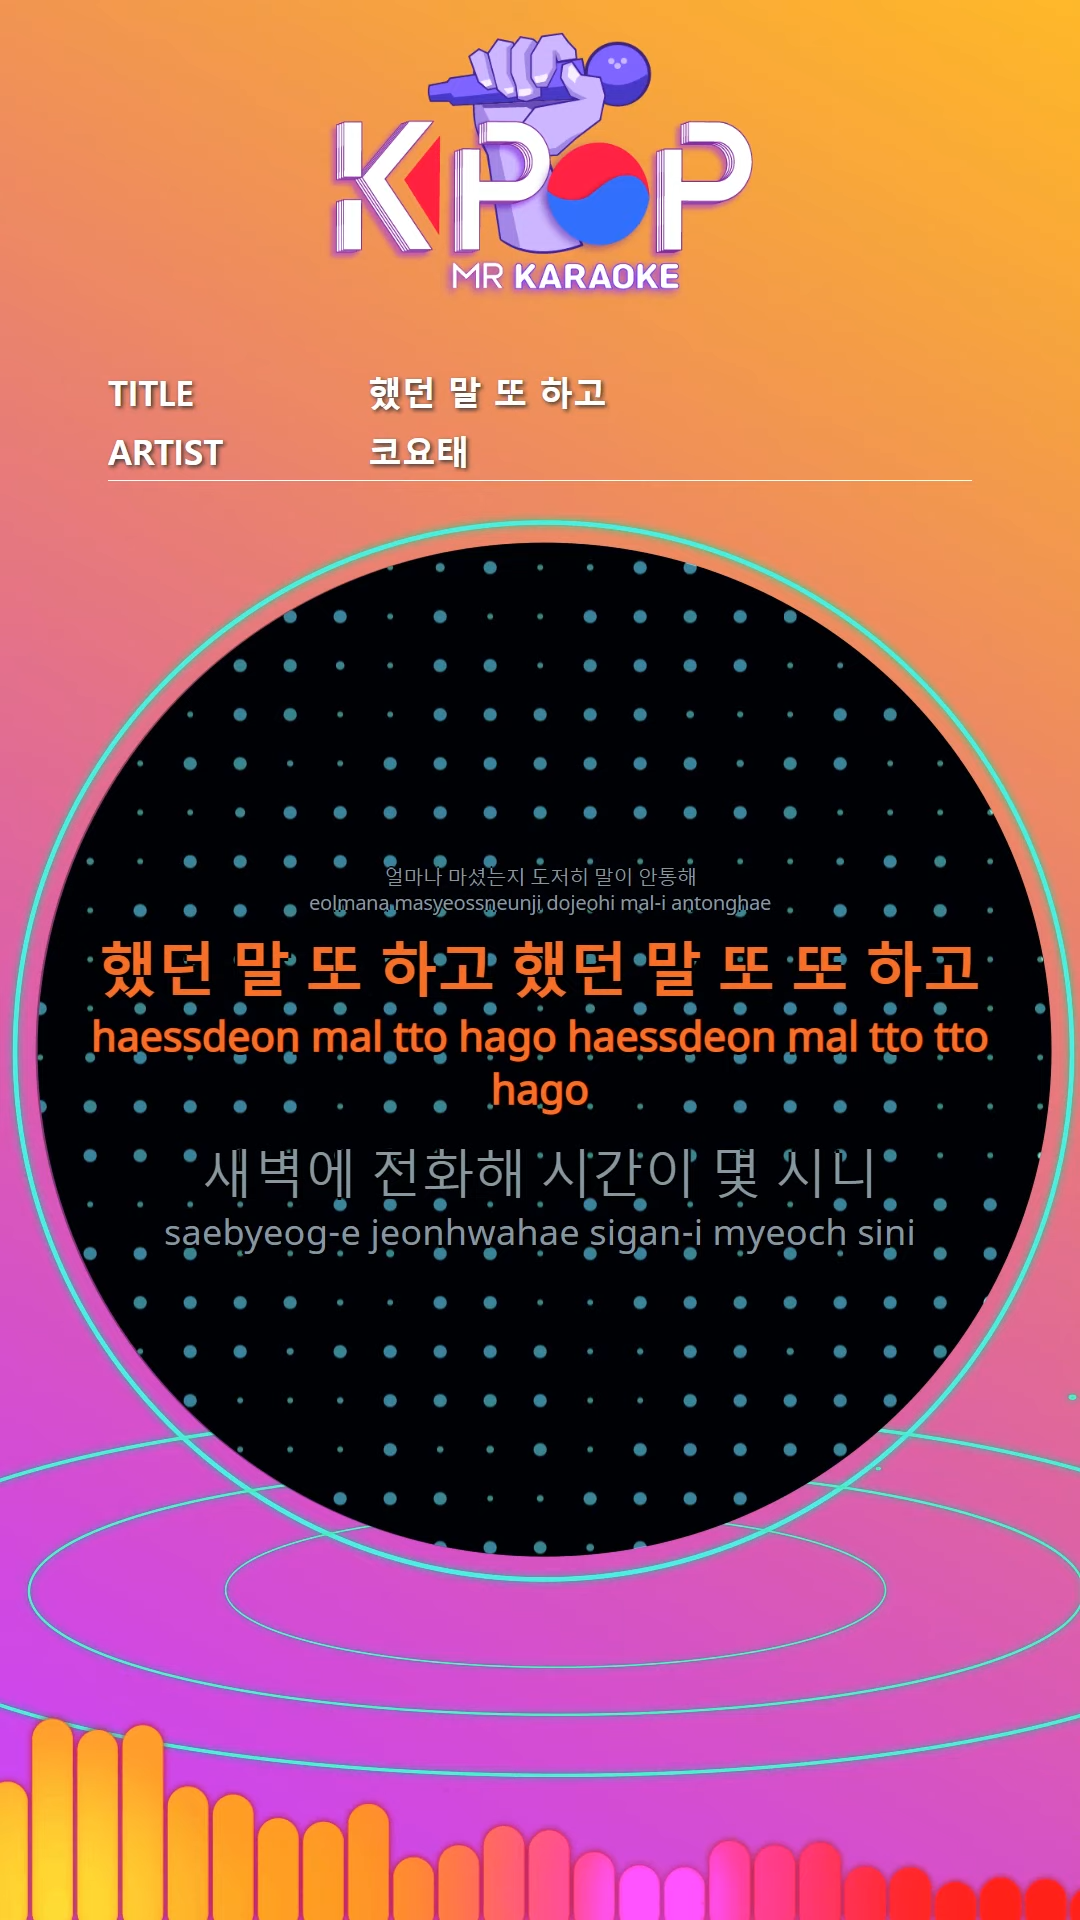 KPOP
MR KARAOKE
TITLE 했던 말 또 하고
ARTIST 코요태
얼마나 마셨는지 도저히 말이 안통해
eolmana masyeossneunji dojeohi mal-i antonghae
했던 말 또 하고 했던 말 또 또 하고
haessdeon mal tto hago haessdeon mal tto tto
hago
새벽에 전화해 시간이 몇 시니
saebyeog-e jeonhwahae sigan-i myeoch sini